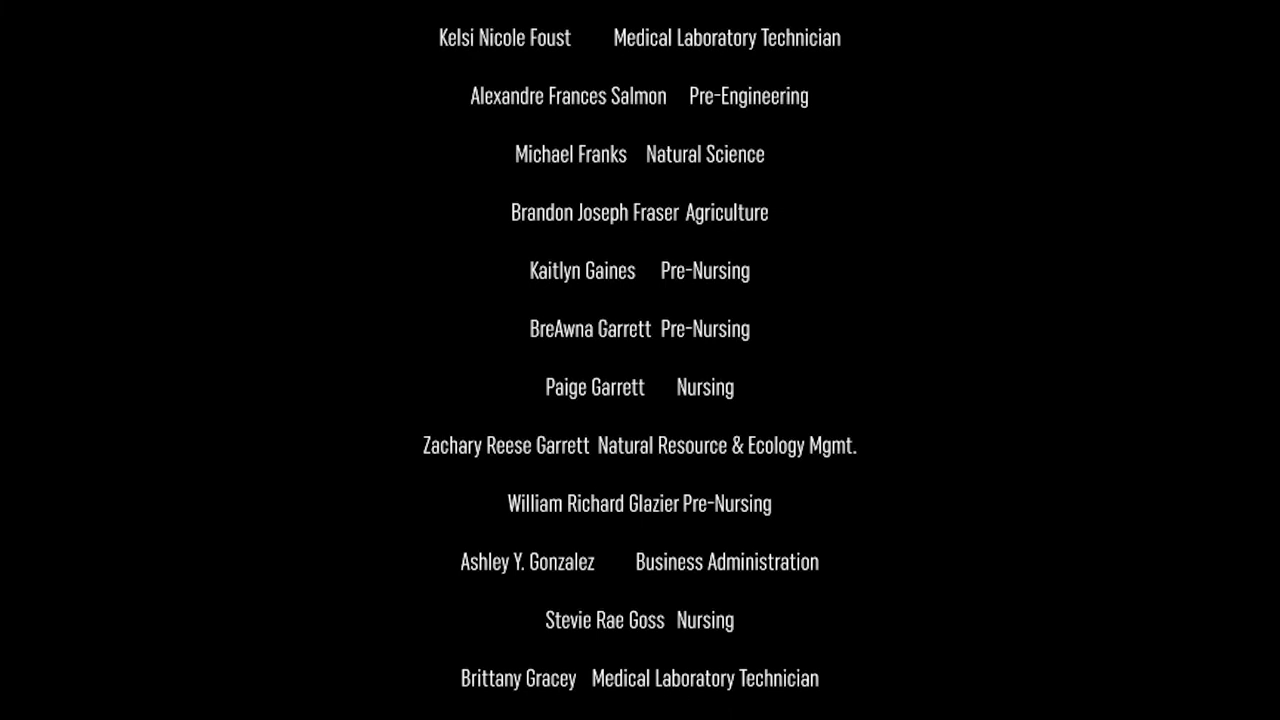 Kelsi Nicole Foust Medical Laboratory Technician
Alexandre Frances Salmon Pre-Engineering
Michael Franks Natural Science
Brandon Joseph Fraser Agriculture
Kaitlyn Gaines Pre-Nursing
BreAwna Garrett Pre-Nursing
Paige Garrett Nursing
Zachary Reese Garrett Natural Resource & Ecology Mgmt.
William Richard Glazier Pre-Nursing
Ashley Y. Gonzalez Business Administration
Stevie Rae Goss Nursing
Brittany Gracey Medical Laboratory Technician